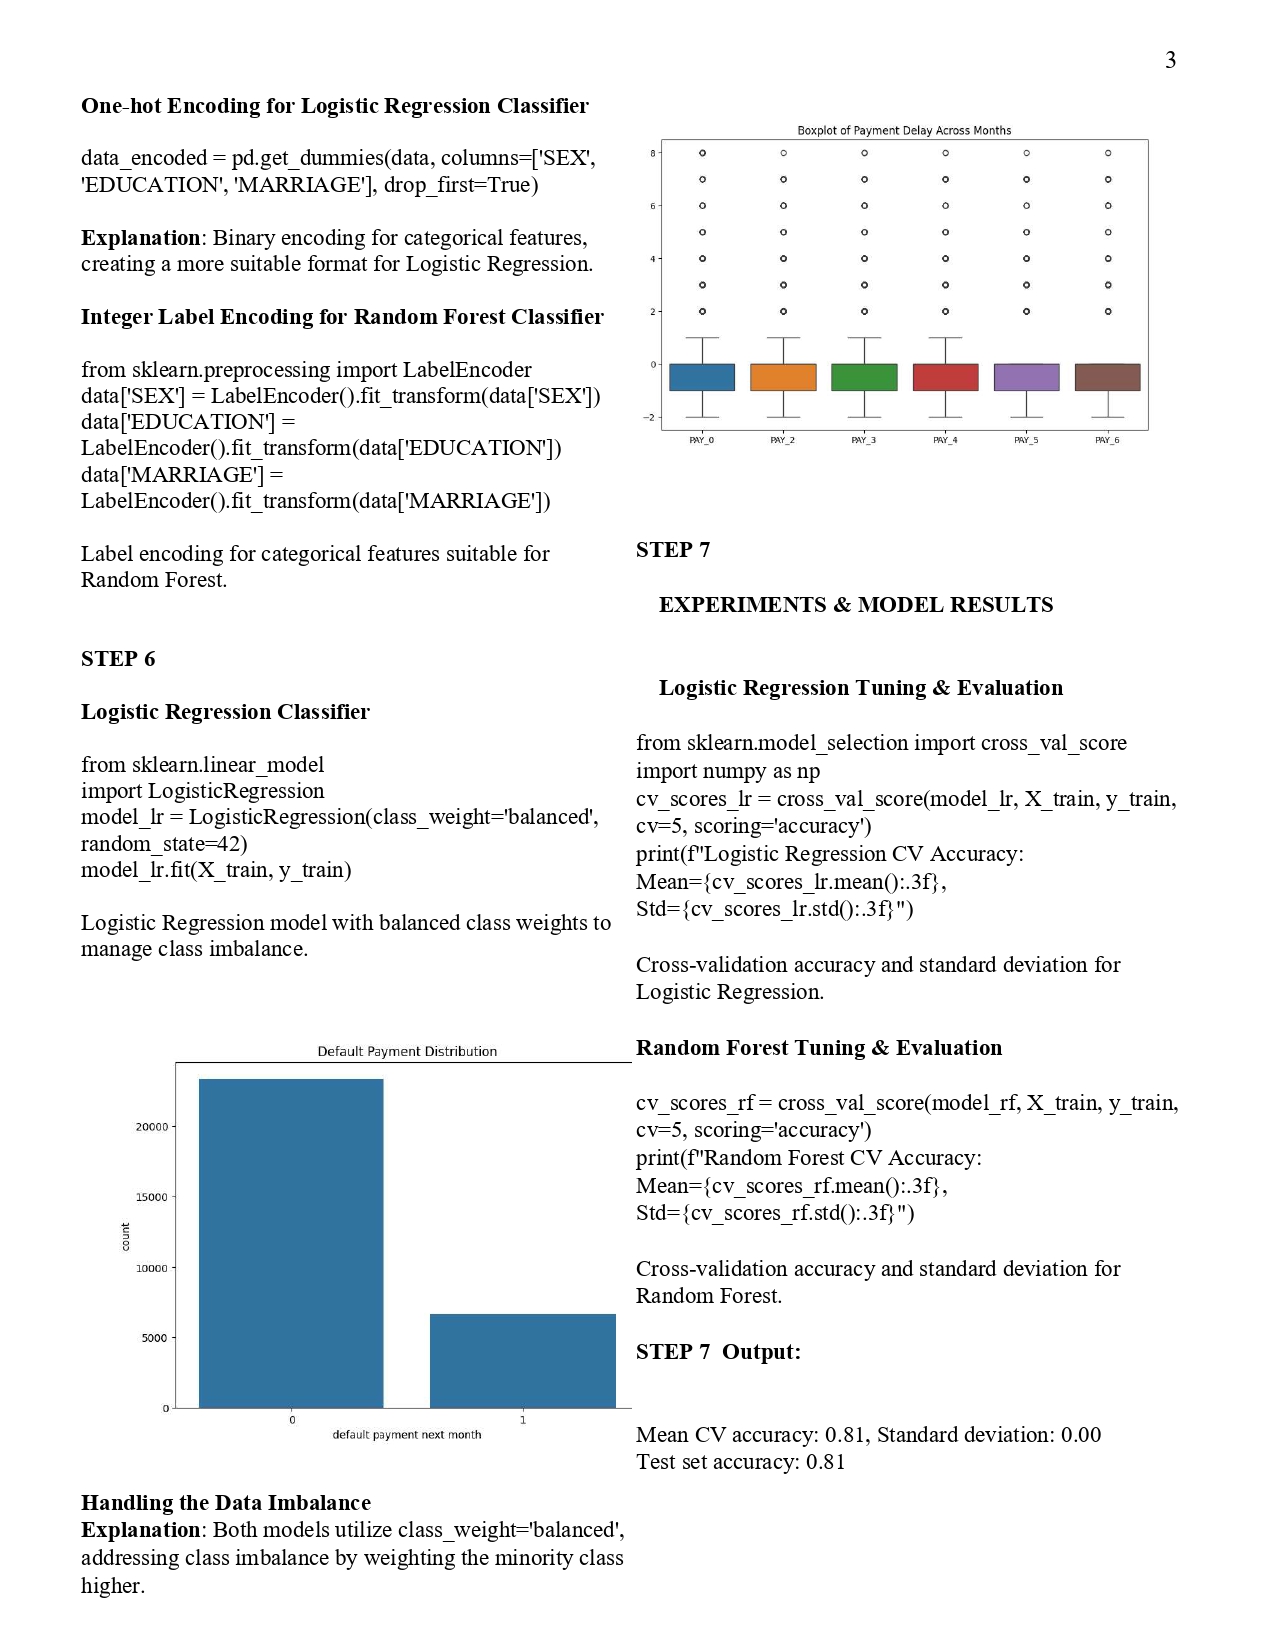 3
One-hot Encoding for Logistic Regression Classifier
data_encoded = pd.get_dummies(data, columns=['SEX',
'EDUCATION', 'MARRIAGE'], drop_first=True)
Explanation: Binary encoding for categorical features,
creating a more suitable format for Logistic Regression.
Integer Label Encoding for Random Forest Classifier
from sklearn.preprocessing import LabelEncoder
data['SEX'] = LabelEncoder().fit_transform(data['SEX'])
data['EDUCATION'] =
LabelEncoder().fit_transform(data['EDUCATION'])
data['MARRIAGE'] =
LabelEncoder().fit_transform(data['MARRIAGE'])
Label encoding for categorical features suitable for
Random Forest.
STEP 6
Logistic Regression Classifier
from sklearn.linear_model
import LogisticRegression
model_lr = LogisticRegression(class_weight='balanced',
random_state=42)
model_lr.fit(X_train, y_train)
Logistic Regression model with balanced class weights to
manage class imbalance.
Default Payment Distribution
20000
15000
10000
5000
0
count
0 1
default payment next month
Handling the Data Imbalance
Explanation: Both models utilize class_weight='balanced',
addressing class imbalance by weighting the minority class
higher.
Boxplot of Payment Delay Across Months
8
6
4
2
0
−2
PAY_0 PAY_2 PAY_3 PAY_4 PAY_5 PAY_6
STEP 7
EXPERIMENTS & MODEL RESULTS
Logistic Regression Tuning & Evaluation
from sklearn.model_selection import cross_val_score
import numpy as np
cv_scores_lr = cross_val_score(model_lr, X_train, y_train,
cv=5, scoring='accuracy')
print(f"Logistic Regression CV Accuracy:
Mean={cv_scores_lr.mean():.3f},
Std={cv_scores_lr.std():.3f}")
Cross-validation accuracy and standard deviation for
Logistic Regression.
Random Forest Tuning & Evaluation
cv_scores_rf = cross_val_score(model_rf, X_train, y_train,
cv=5, scoring='accuracy')
print(f"Random Forest CV Accuracy:
Mean={cv_scores_rf.mean():.3f},
Std={cv_scores_rf.std():.3f}")
Cross-validation accuracy and standard deviation for
Random Forest.
STEP 7 Output:
Mean CV accuracy: 0.81, Standard deviation: 0.00
Test set accuracy: 0.81